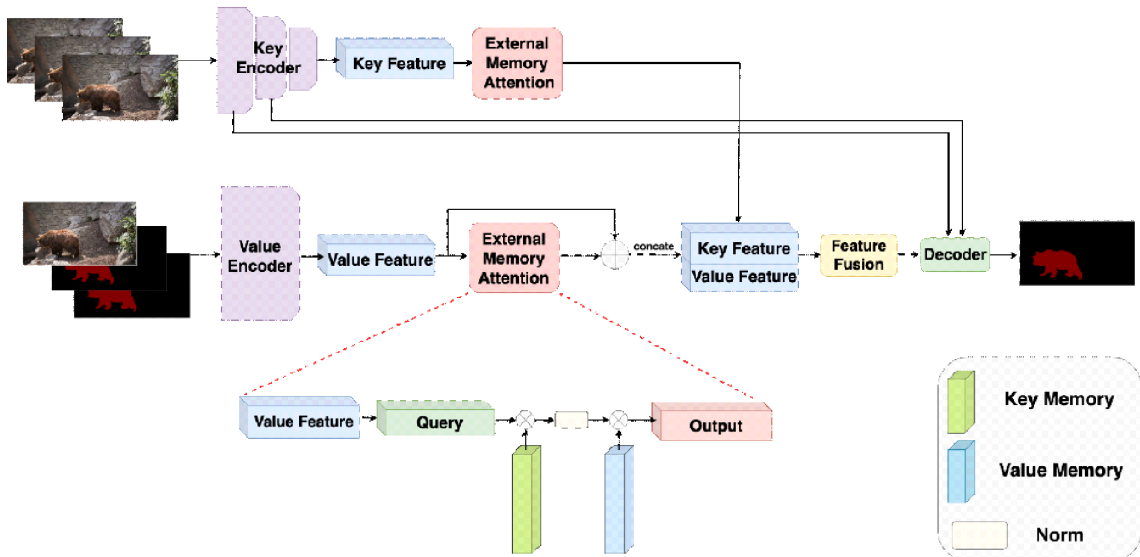 Key
Encoder
Key Feature
External
Memory
Attention
Value
Encoder
Value Feature
External
Memory
Attention
concate
Key Feature
Value Feature
Feature
Fusion
Decoder
Value Feature
Query
Output
Key Memory
Value Memory
Norm